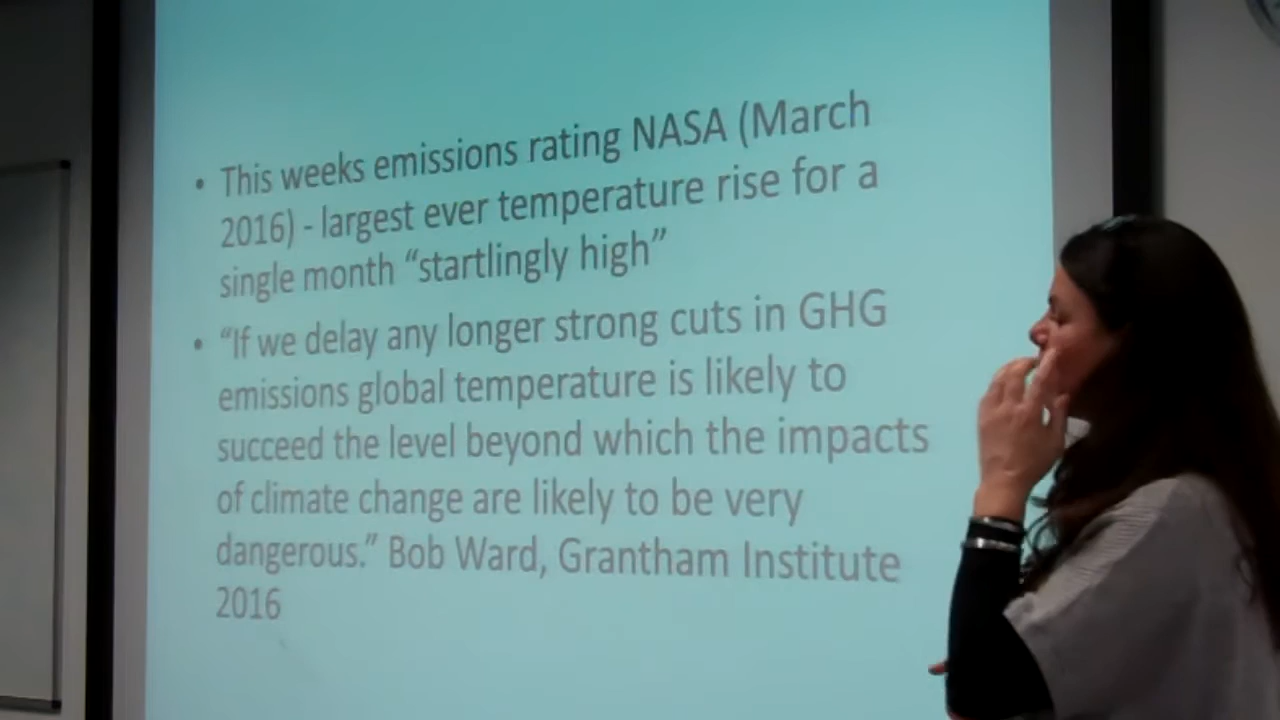 • This weeks emissions rating NASA (March
2016) - largest ever temperature rise for a
single month “startlingly high”
• “If we delay any longer strong cuts in GHG
emissions global temperature is likely to
succeed the level beyond which the impacts
of climate change are likely to be very
dangerous.” Bob Ward, Grantham Institute
2016